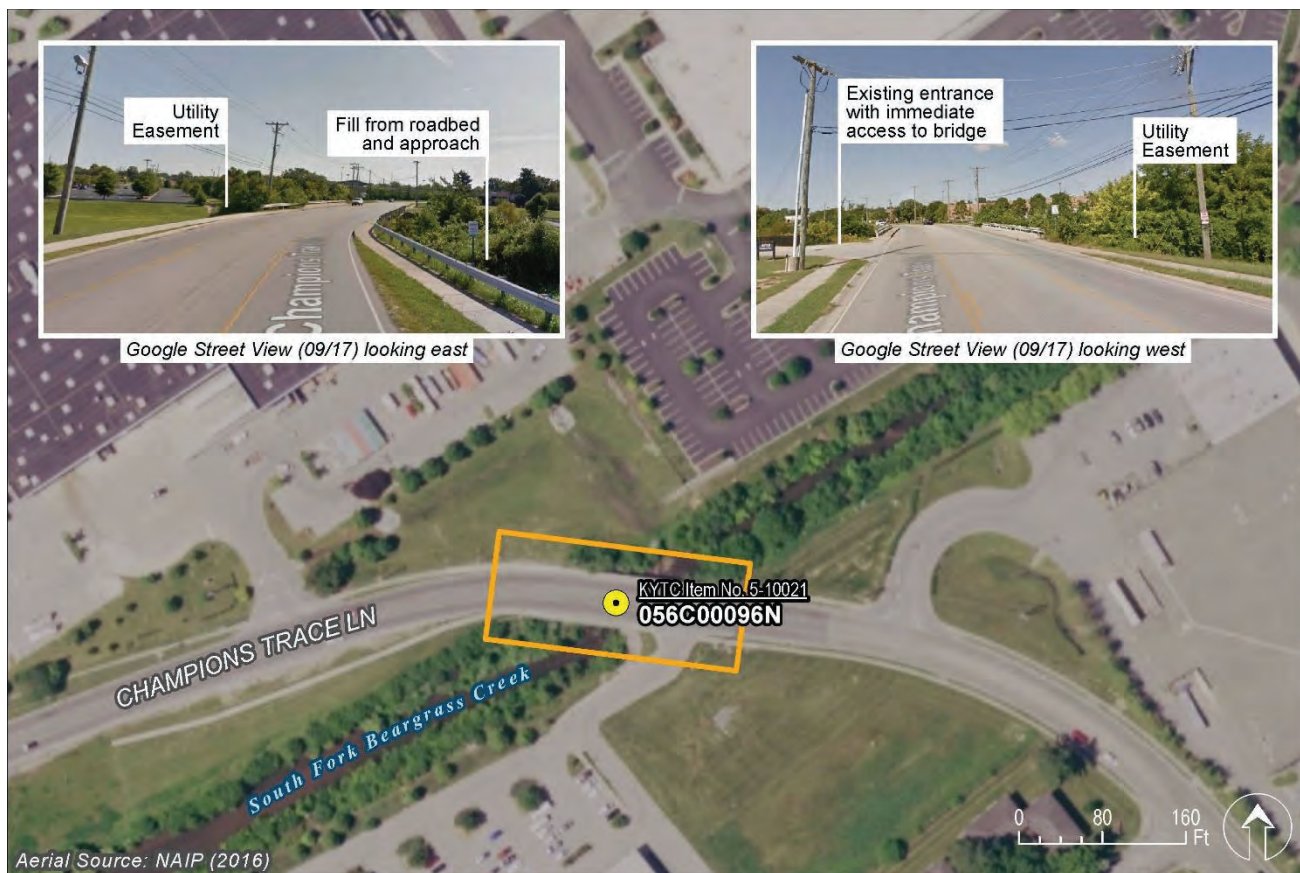 Utility
Easement
Fill from roadbed
and approach
Champions Trace
Google Street View (09/17) looking east
Existing entrance
with immediate
access to bridge
Utility
Easement
Google Street View (09/17) looking west
KYTC Item No. 5-10021
056C00096N
CHAMPIONS TRACE LN
South Fork Beargrass Creek
0 80 160
Ft
Aerial Source: NAIP (2016)